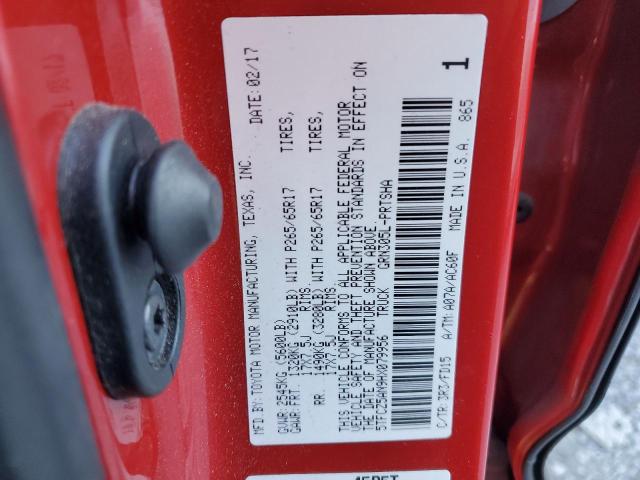 MFD. BY: TOYOTA MOTOR MANUFACTURING, TEXAS, INC. DATE: 02/17
GVWR: 2545KG (5600LB)
GAWR: FRT. 1320KG (2910LB) WITH P265/65R17 TIRES,
17X7.5J RIMS,
RR. 1490KG (3280LB) WITH P265/65R17 TIRES,
17X7.5J RIMS,
THIS VEHICLE CONFORMS TO ALL APPLICABLE FEDERAL MOTOR
VEHICLE SAFETY AND THEFT PREVENTION STANDARDS IN EFFECT ON
THE DATE OF MANUFACTURE SHOWN ABOVE.
5TFCZ5AN9HX079956 TRUCK GRN305L-PRTSHA
C/TR: 3R3/FD15 A/TM: A07A/AC60F MADE IN U.S.A. 865
1